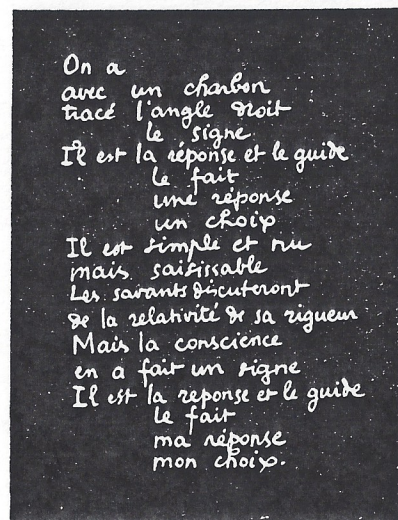 On a
avec un charbon
tracé l'angle droit
le signe
Il est la réponse et le guide
le fait
une réponse
un choix
Il est simple et nu
mais saisissable
Les savants discuteront
de la relativité de sa rigueur
Mais la conscience
en a fait un signe
Il est la reponse et le guide
le fait
ma réponse
mon choix.